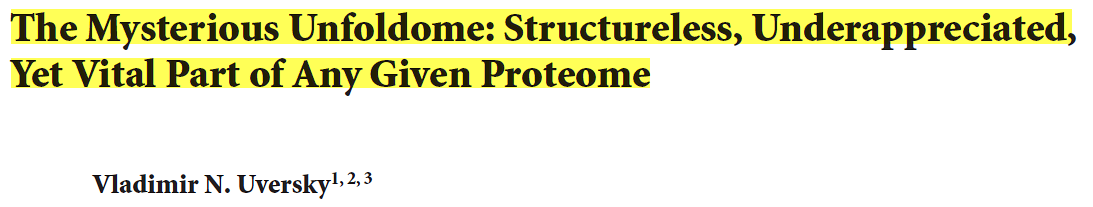 The Mysterious Unfoldome: Structureless, Underappreciated,
Yet Vital Part of Any Given Proteome
Vladimir N. Uversky1, 2, 3